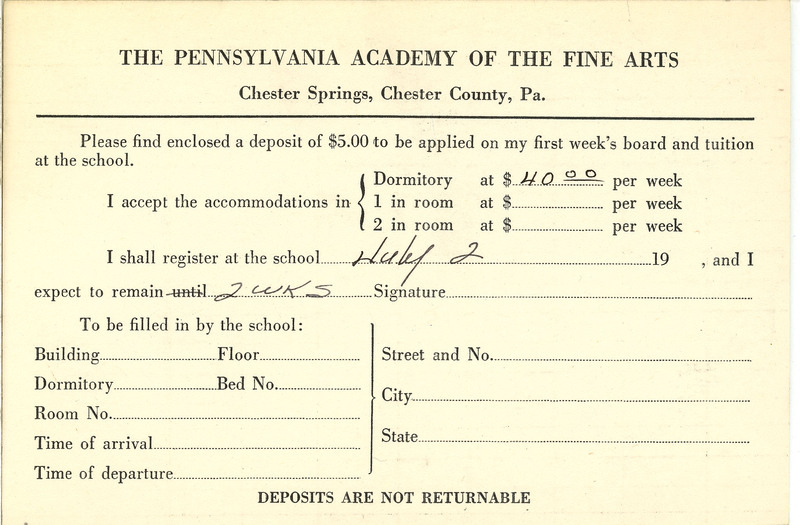 THE PENNSYLVANIA ACADEMY OF THE FINE ARTS
Chester Springs, Chester County, Pa.
Please find enclosed a deposit of $5.00 to be applied on my first week's board and tuition
at the school.
I accept the accommodations in
Dormitory at $ 40 00 per week
1 in room at $ per week
2 in room at $ per week
I shall register at the school July 2 19 , and I
expect to remain until 2 WKS Signature
To be filled in by the school:
Building Floor
Dormitory Bed No.
Room No.
Time of arrival
Time of departure
Street and No.
City
State
DEPOSITS ARE NOT RETURNABLE